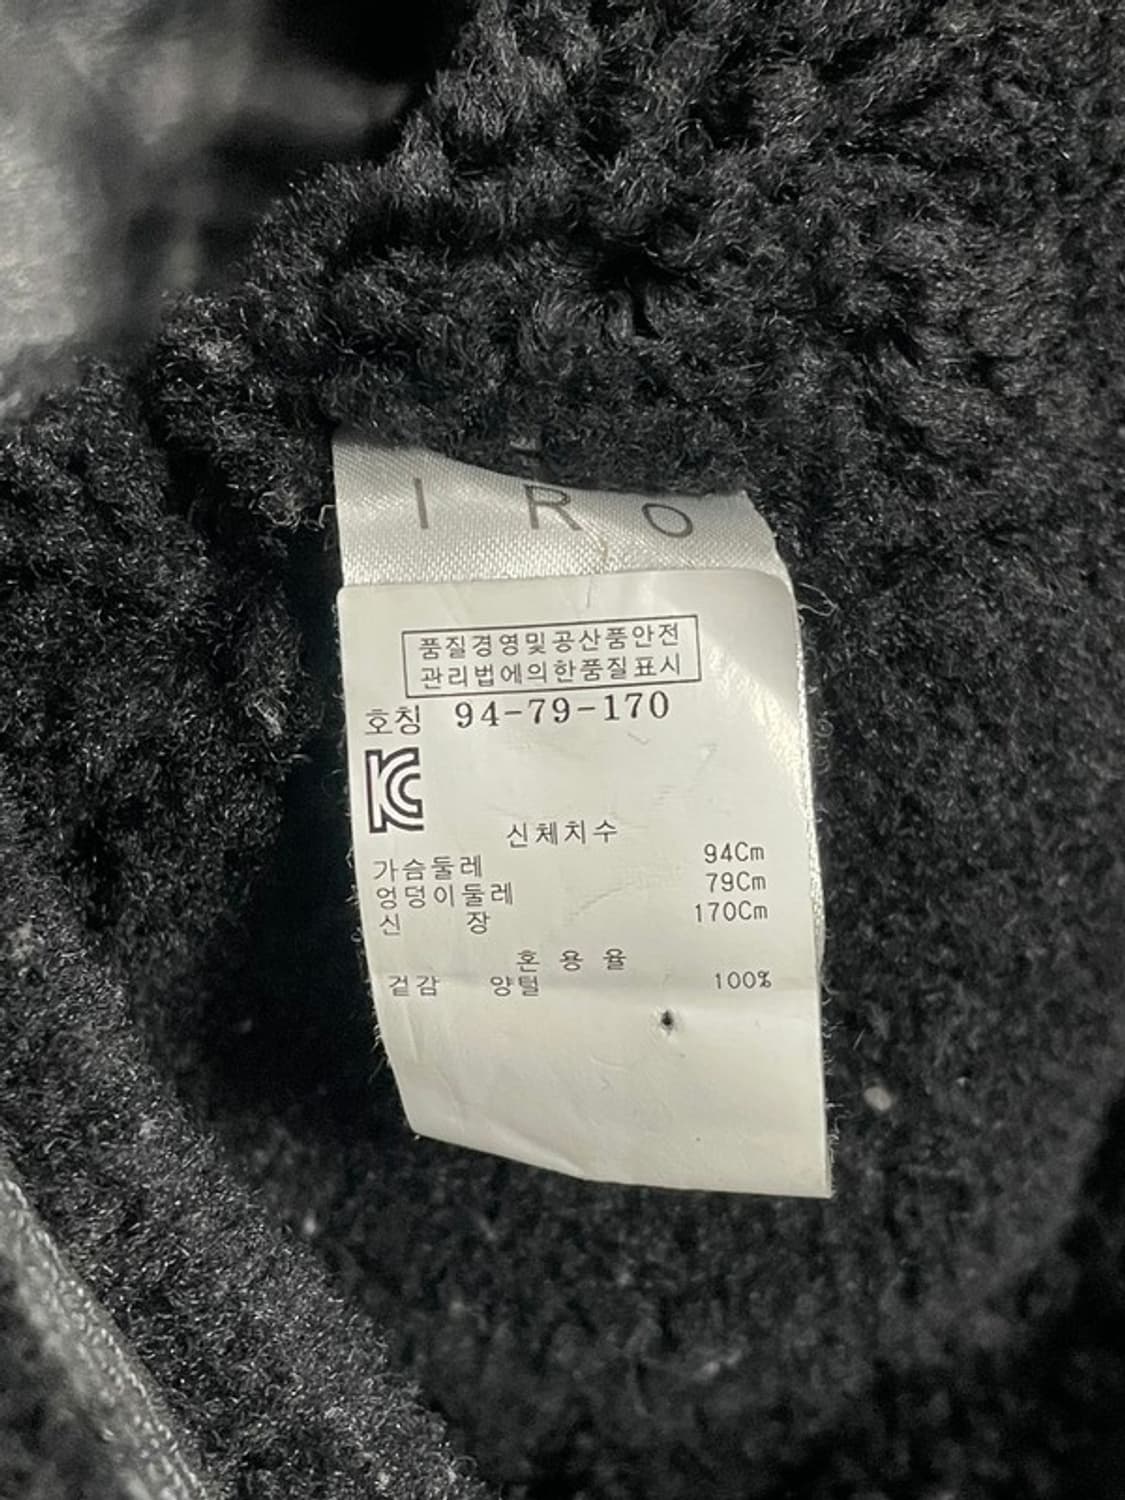 IRO
품질경영및공산품안전
관리법에의한품질표시
호칭 94-79-170
신체치수
가슴둘레 94Cm
엉덩이둘레 79Cm
신 장 170Cm
혼 용 율
겉감 양털 100%